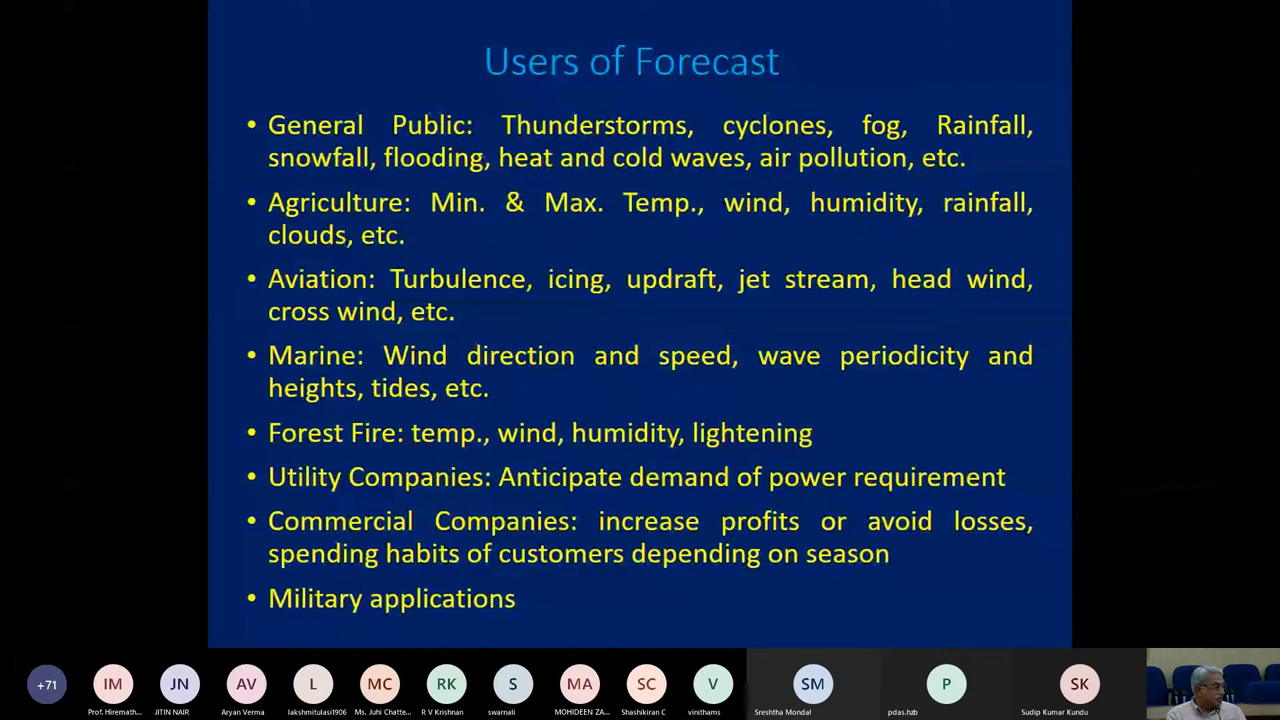 Users of Forecast
• General Public: Thunderstorms, cyclones, fog, Rainfall,
snowfall, flooding, heat and cold waves, air pollution, etc.
• Agriculture: Min. & Max. Temp., wind, humidity, rainfall,
clouds, etc.
• Aviation: Turbulence, icing, updraft, jet stream, head wind,
cross wind, etc.
• Marine: Wind direction and speed, wave periodicity and
heights, tides, etc.
• Forest Fire: temp., wind, humidity, lightening
• Utility Companies: Anticipate demand of power requirement
• Commercial Companies: increase profits or avoid losses,
spending habits of customers depending on season
• Military applications
+71 IM JN AV L MC RK S MA SC V SM P SK
Prof. Hiremath... JITIN NAIR Aryan Verma lakshmitulasi1906 Ms. Juhi Chatte... R V Krishnan swarnali MOHIDEEN ZA... Shashikiran C vinithams Sreshtha Mondal pdas.hzb Sudip Kumar Kundu